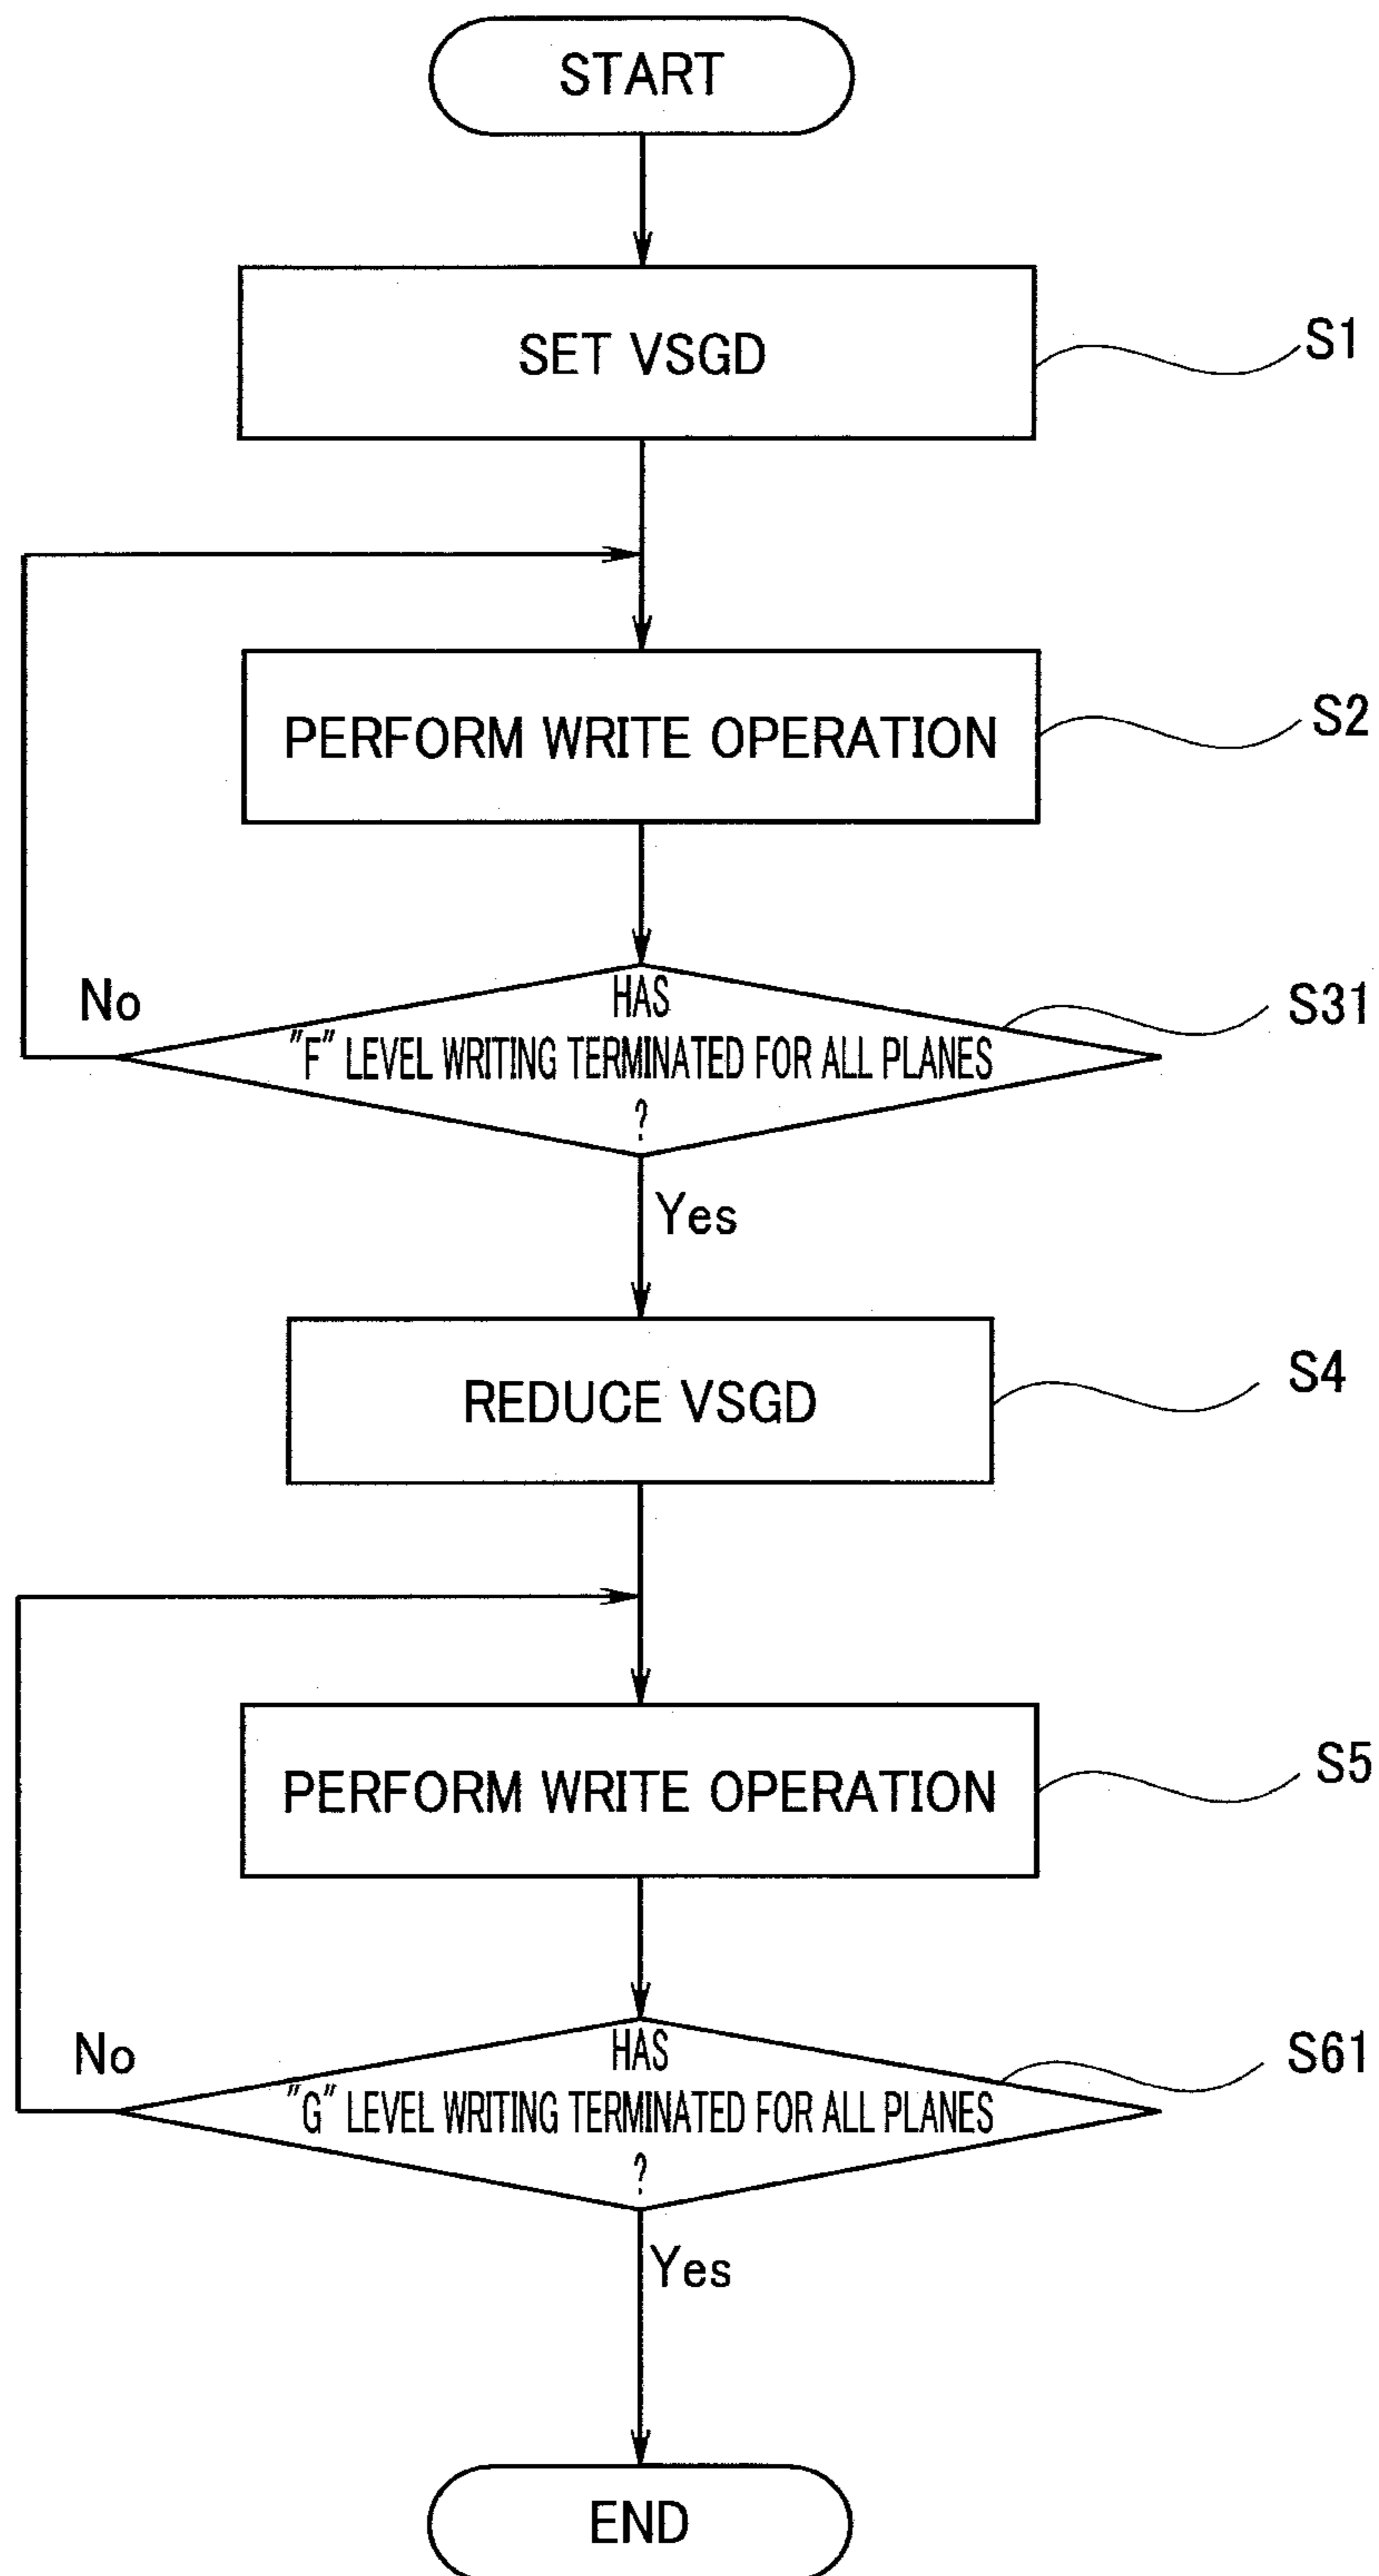 START
SET VSGD
S1
PERFORM WRITE OPERATION
S2
No
HAS
"F" LEVEL WRITING TERMINATED FOR ALL PLANES
?
S31
Yes
REDUCE VSGD
S4
PERFORM WRITE OPERATION
S5
No
HAS
"G" LEVEL WRITING TERMINATED FOR ALL PLANES
?
S61
Yes
END